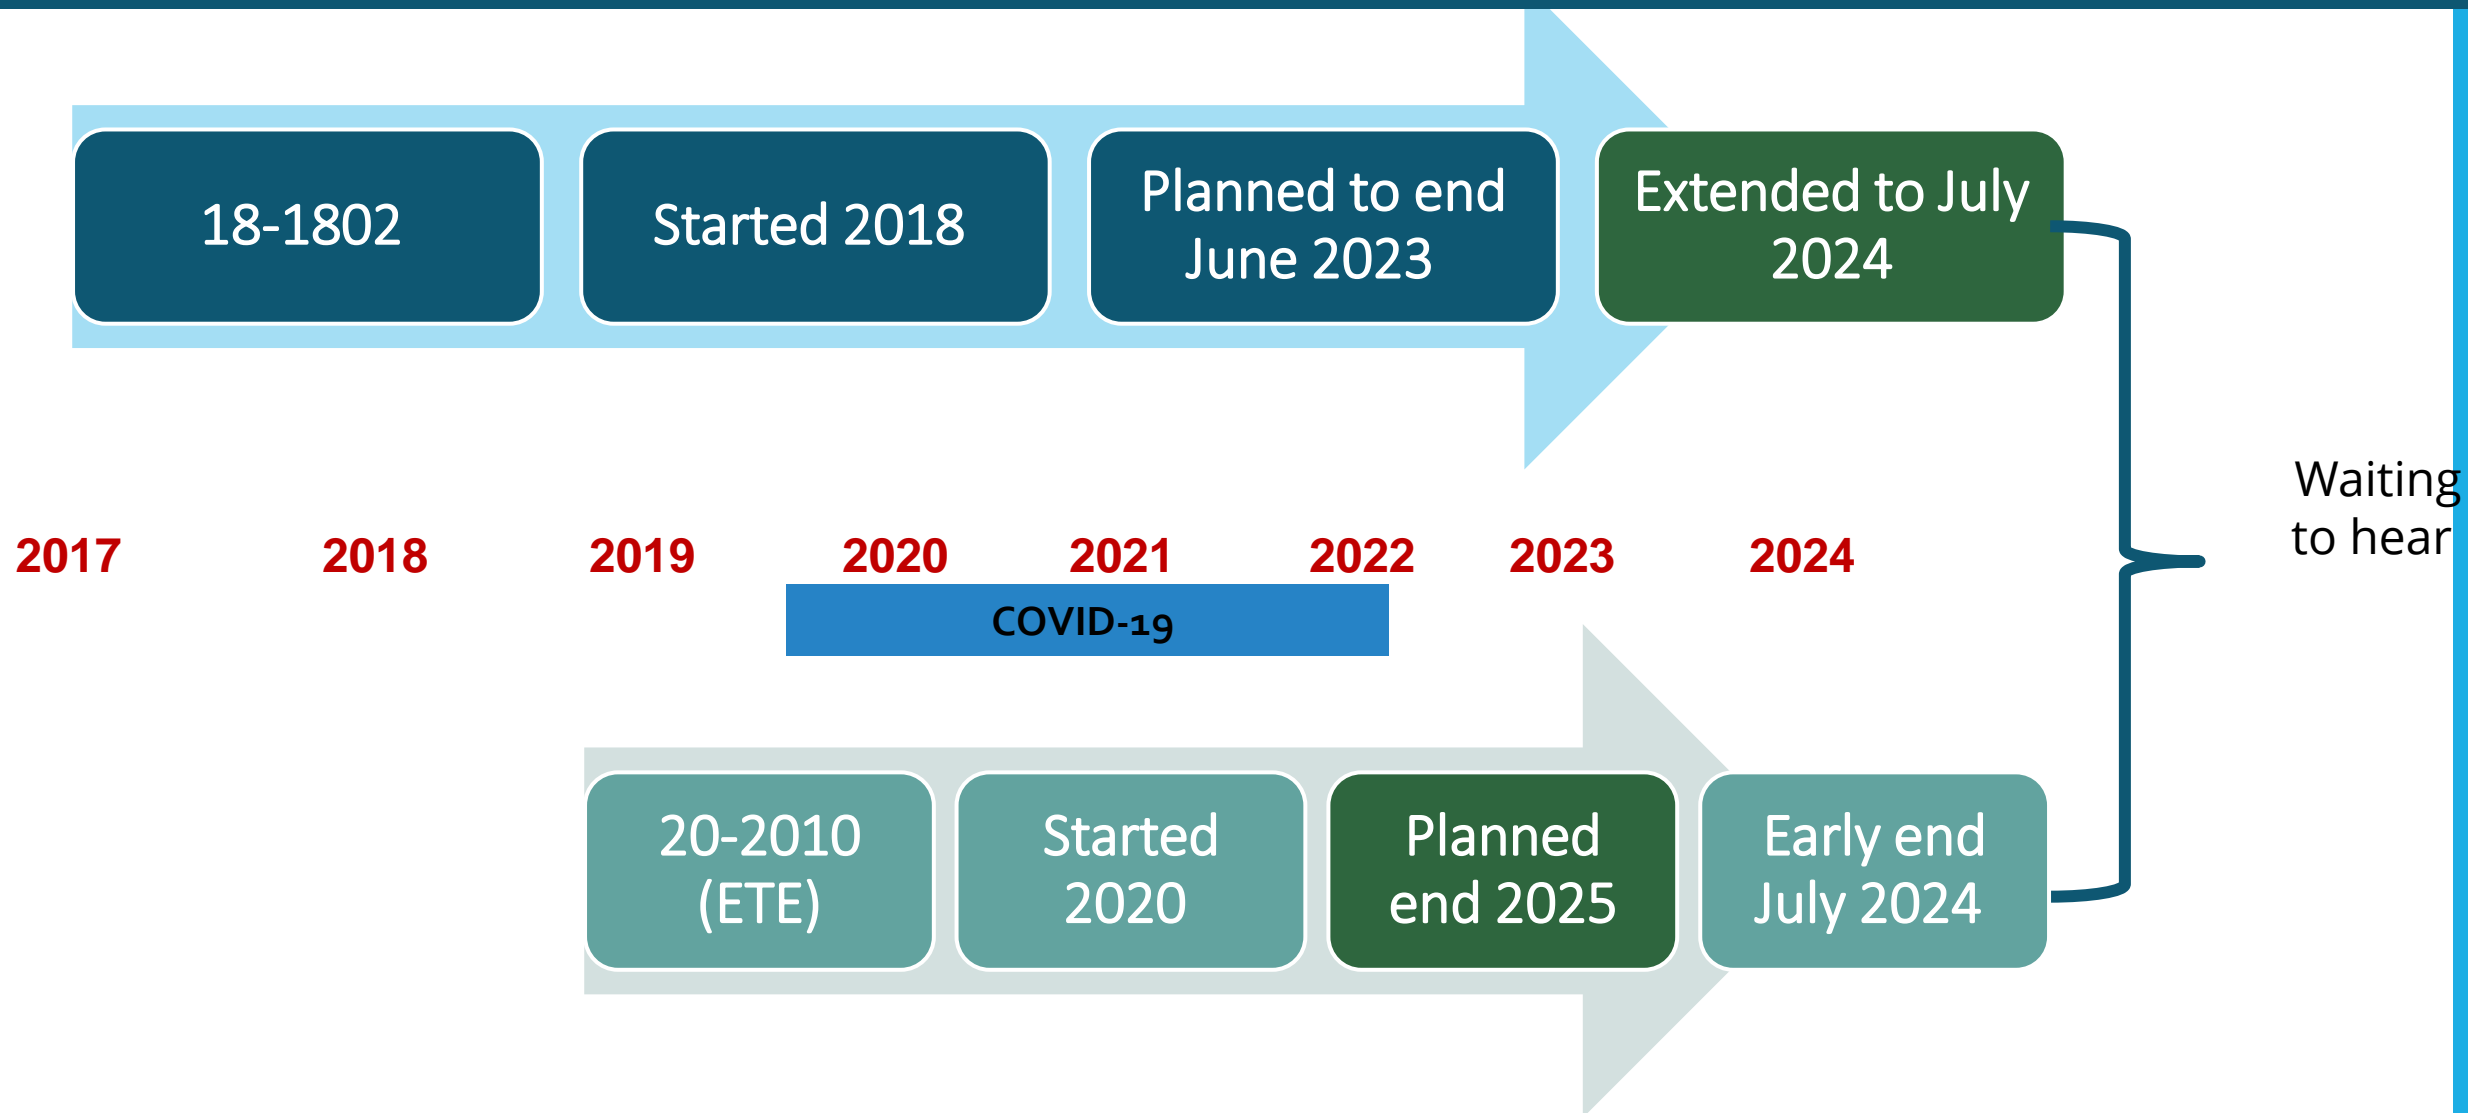 18-1802
Started 2018
Planned to end
June 2023
Extended to July
2024
Waiting
to hear
2017 2018 2019 2020 2021 2022 2023 2024
COVID-19
20-2010
(ETE)
Started
2020
Planned
end 2025
Early end
July 2024